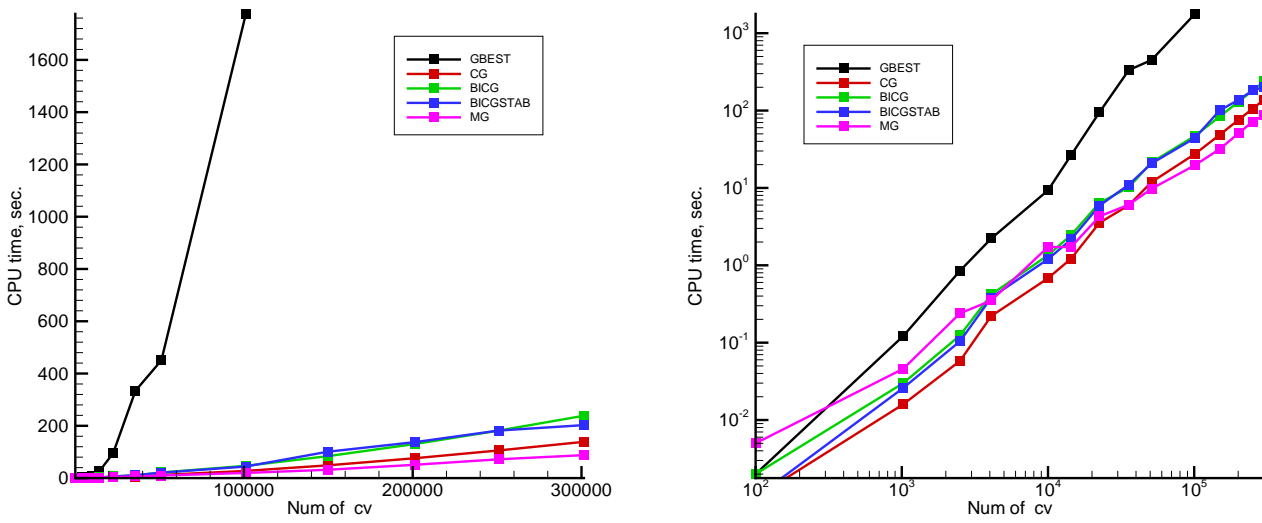 1600
1400
1200
1000
800
600
400
200
0
CPU time, sec.
100000
200000
300000
Num of cv
GBEST
CG
BICG
BICGSTAB
MG
10³
10²
10¹
10⁰
10⁻¹
10⁻²
CPU time, sec.
10²
10³
10⁴
10⁵
Num of cv
GBEST
CG
BICG
BICGSTAB
MG